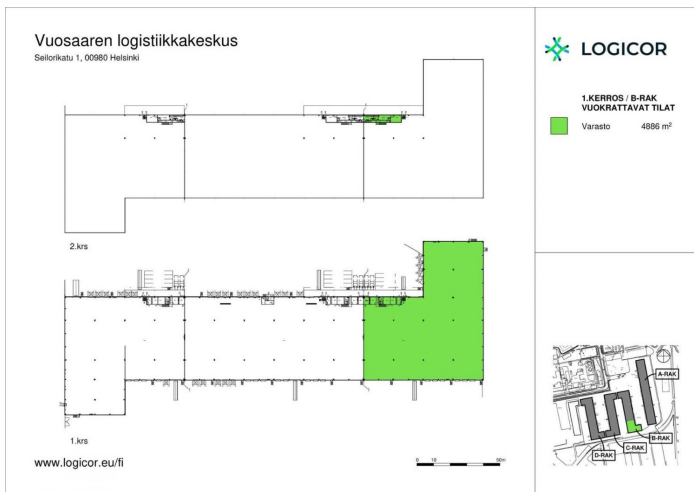 Vuosaaren logistiikkakeskus
Seilorikatu 1, 00980 Helsinki
2.krs
1.krs
www.logicor.eu/fi
0 10 50m
LOGICOR
1.KERROS / B-RAK
VUOKRATTAVAT TILAT
Varasto 4886 m²
A-RAK
B-RAK
C-RAK
D-RAK